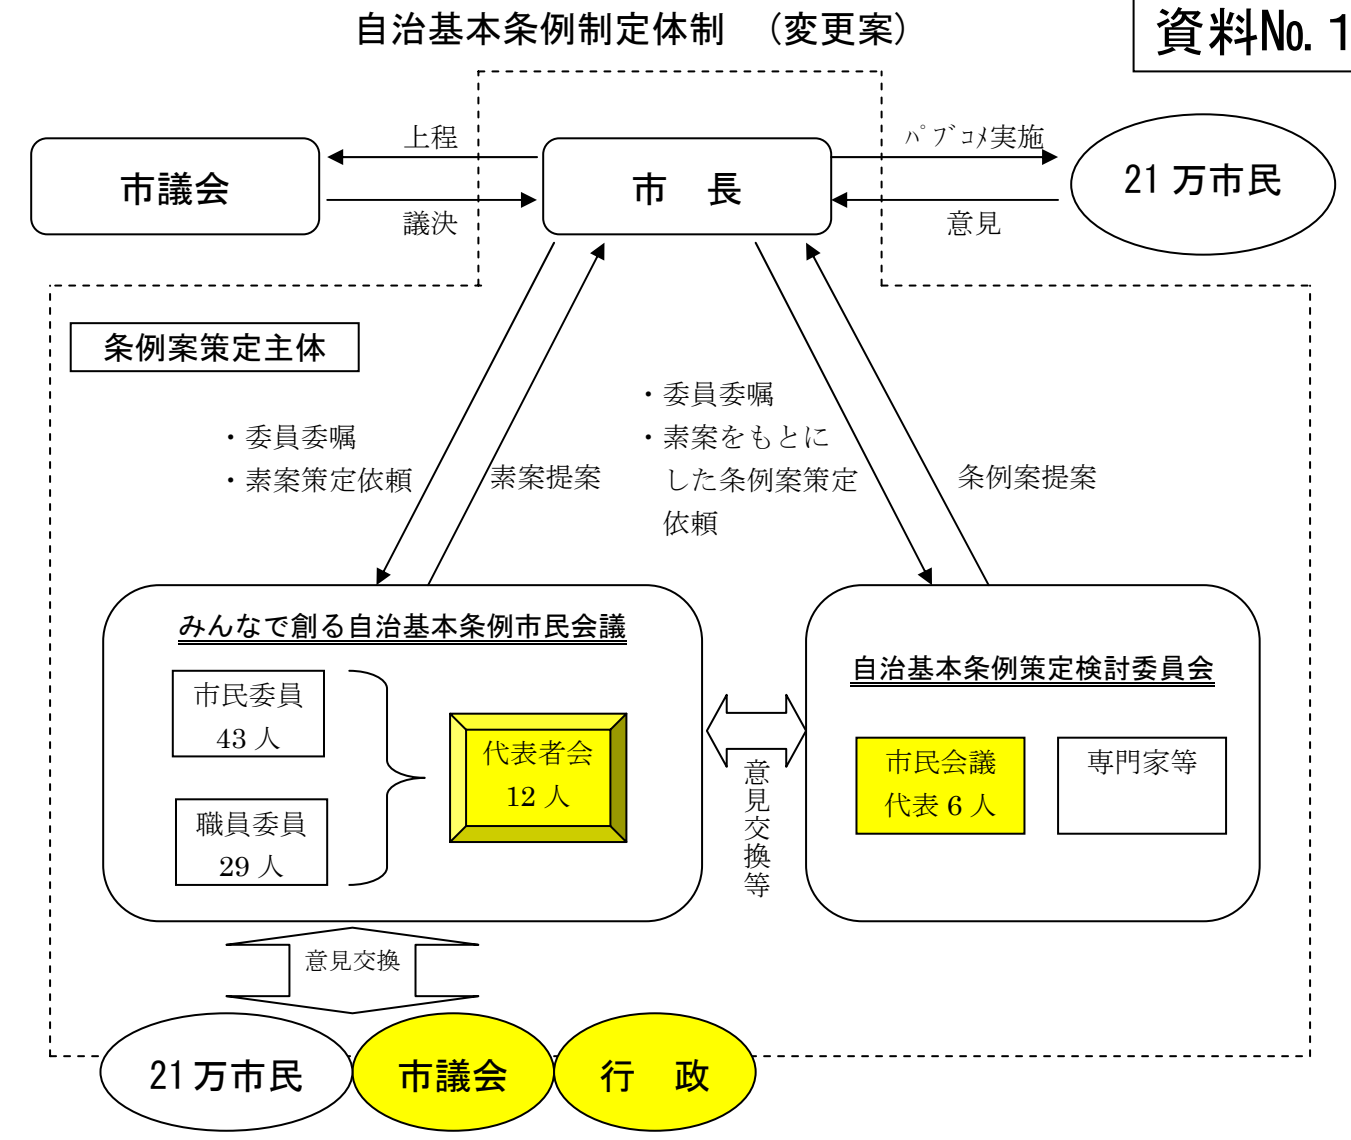 自治基本条例制定体制　（変更案）
資料№.１
上程
ﾊﾟﾌﾞｺﾒ実施
市議会
市　長
21 万市民
議決
意見
条例案策定主体
・委員委嘱
・素案策定依頼
素案提案
・委員委嘱
・素案をもとに
した条例案策定
依頼
条例案提案
みんなで創る自治基本条例市民会議
市民委員
43 人
職員委員
29 人
代表者会
12 人
意見交換等
自治基本条例策定検討委員会
市民会議
代表 6 人
専門家等
意見交換
21 万市民
市議会
行　政